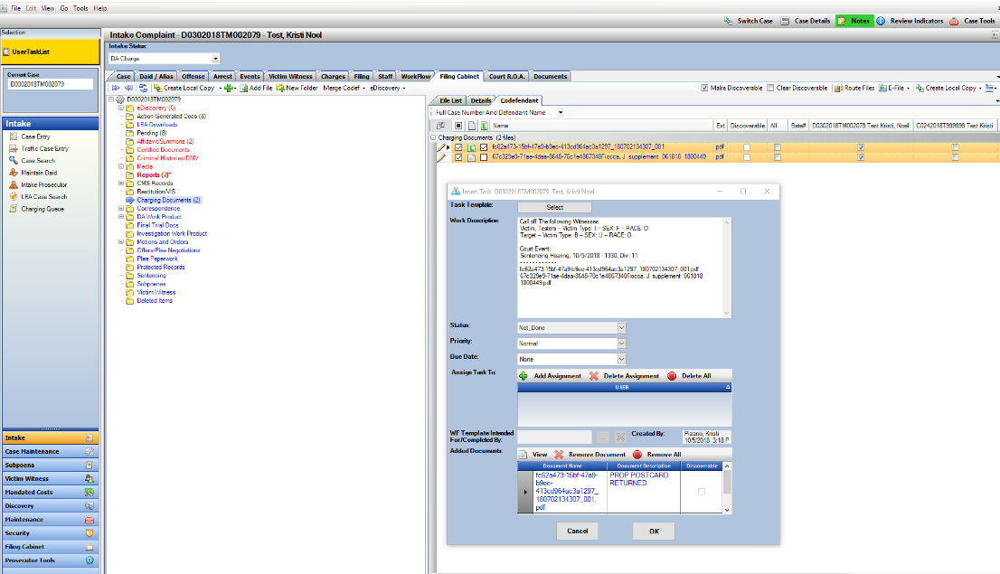 File Edit View Go Tools Help
Switch Case Case Details Notes Review Indicators Case Tools
Selection
UserTaskList
Current Case
D0302018TM002079
Intake
Case Entry
Traffic Case Entry
Case Search
Maintain Daid
Intake Prosecutor
LEA Case Search
Charging Queue
Intake
Case Maintenance
Subpoena
Victim Witness
Mandated Costs
Discovery
Maintenance
Security
Filing Cabinet
Prosecutor Tools
Intake Complaint - D0302018TM002079 - Test, Kristi Noel
Intake Status:
DA Charge
Case Daid / Alias Offense Arrest Events Victim Witness Charges Filing Staff WorkFlow Filing Cabinet Court R.O.A. Documents
Create Local Copy Add File New Folder Merge Codef eDiscovery
Make Discoverable Clear Discoverable Route Files E-File Create Local Copy
D0302018TM002079
eDiscovery (6)
Action Generated Docs (8)
LEA Downloads
Pending (8)
Affidavit/Summons (2)
Certified Documents
Criminal Histories/DMV
Media
Reports (7)*
CMS Records
Restitution/VIS
Charging Documents (2)
Correspondence
DA Work Product
Final Trial Docs
Investigation Work Product
Motions and Orders
Offers/Plea Negotiations
Plea Paperwork
Protected Records
Sentencing
Subpoenas
Victim Witness
Deleted Items
File List Details Codefendant
Full Case Number And Defendant Name
Name Ext Discoverable All Bate# D0302018TM002079 Test Kristi, Noel C0242018T999999 Test Kristi
Charging Documents (2 files)
fc62a473-15bf-47a9-b9ec-413cd964ac3a1297_180702134307_001 pdf
67c329e9-71ae-4daa-8648-70c1e4867340Fiocca. J supplement 061818 1800449 pdf
Insert Task D0302018TM002079 Test, Kristi Noel
Task Template: Select
Work Description:
Call off The following Witnesses:
Victim, Testers -- Victim Type: I -- SEX: F -- RACE: O
Target -- Victim Type: B -- SEX: U -- RACE: O
Court Event:
Sentencing Hearing, 10/5/2018 - 1330, Div: 11
- - - - - - - - - - - -
fc62a473-15bf-47a9-b9ec-413cd964ac3a1297_180702134307_001.pdf
67c329e9-71ae-4daa-8648-70c1e4867340Fiocca. J supplement 061818
1800449.pdf
Status: Not_Done
Priority: Normal
Due Date: None
Assign Task To: Add Assignment Delete Assignment Delete All
USER
WF Template Intended
For/Completed By:
...
Created By:
Pizano, Kristi
10/5/2018 3:18 P
Added Documents: View Remove Document Remove All
Document Name Document Description Discoverable
fc62a473-15bf-47a9-
b9ec-
413cd964ac3a1297_
180702134307_001.
pdf
PROP POSTCARD
RETURNED
Cancel OK